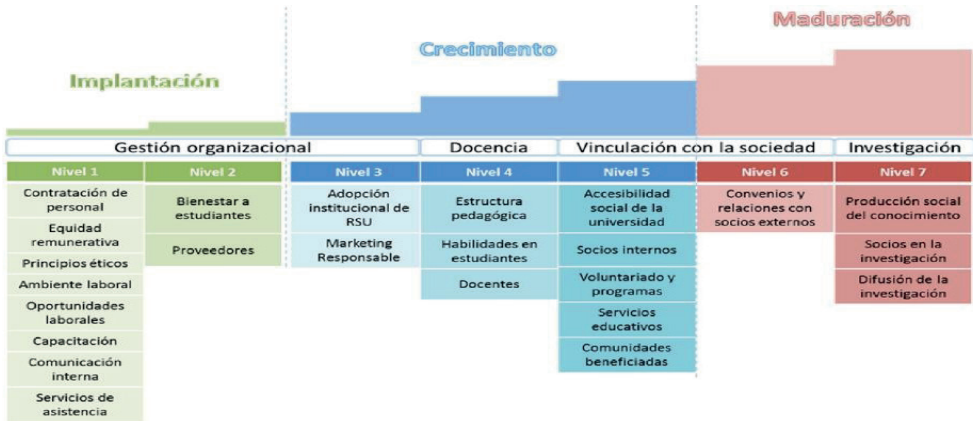 Implantación
Crecimiento
Maduración
Gestión organizacional
Docencia
Vinculación con la sociedad
Investigación
Nivel 1
Contratación de
personal
Equidad
remunerativa
Principios éticos
Ambiente laboral
Oportunidades
laborales
Capacitación
Comunicación
interna
Servicios de
asistencia
Nivel 2
Bienestar a
estudiantes
Proveedores
Nivel 3
Adopción
institucional de
RSU
Marketing
Responsable
Nivel 4
Estructura
pedagógica
Habilidades en
estudiantes
Docentes
Nivel 5
Accesibilidad
social de la
universidad
Socios internos
Voluntariado y
programas
Servicios
educativos
Comunidades
beneficiadas
Nivel 6
Convenios y
relaciones con
socios externos
Nivel 7
Producción social
del conocimiento
Socios en la
investigación
Difusión de la
investigación